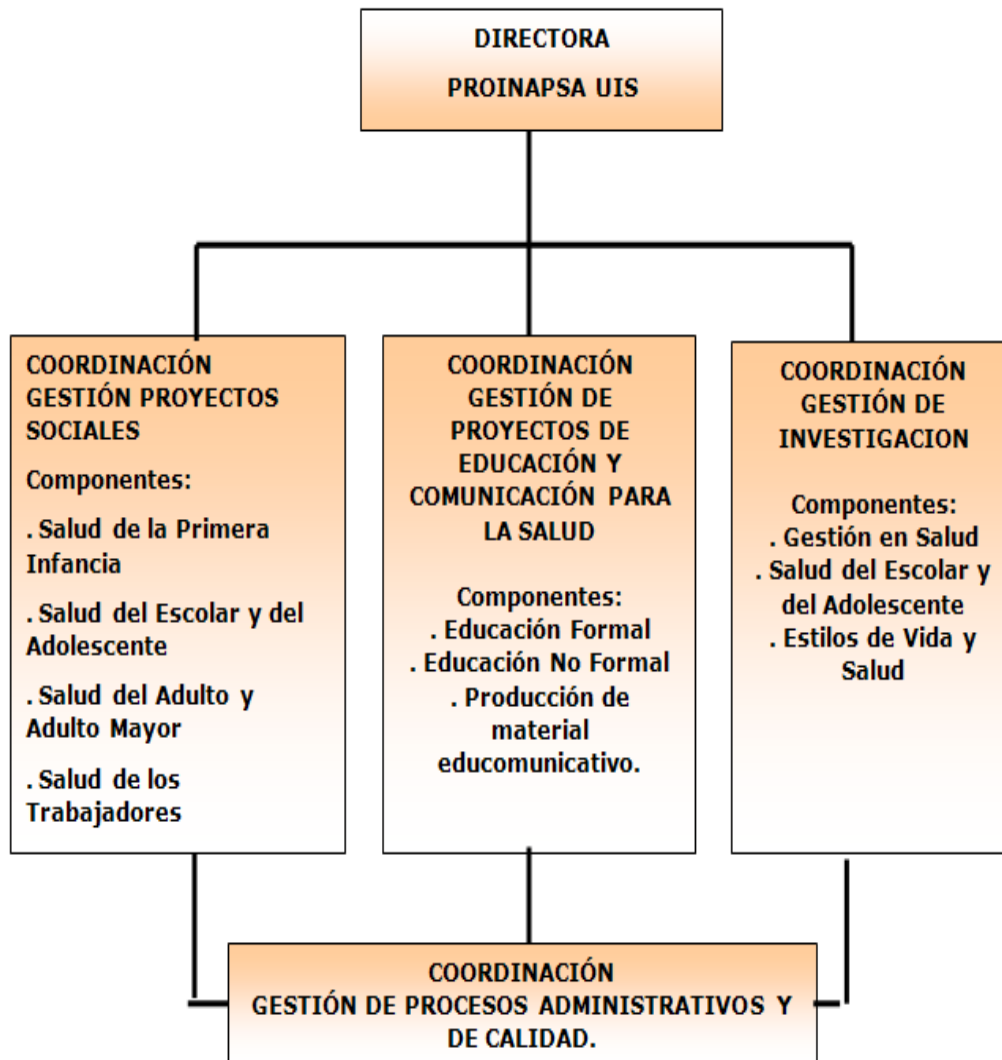 DIRECTORA
PROINAPSA UIS
COORDINACIÓN
GESTIÓN PROYECTOS
SOCIALES
Componentes:
. Salud de la Primera
Infancia
. Salud del Escolar y del
Adolescente
. Salud del Adulto y
Adulto Mayor
. Salud de los
Trabajadores
COORDINACIÓN
GESTIÓN DE
PROYECTOS DE
EDUCACIÓN Y
COMUNICACIÓN PARA
LA SALUD
Componentes:
. Educación Formal
. Educación No Formal
. Producción de
material
educomunicativo.
COORDINACIÓN
GESTIÓN DE
INVESTIGACION
Componentes:
. Gestión en Salud
. Salud del Escolar y
del Adolescente
. Estilos de Vida y
Salud
COORDINACIÓN
GESTIÓN DE PROCESOS ADMINISTRATIVOS Y
DE CALIDAD.